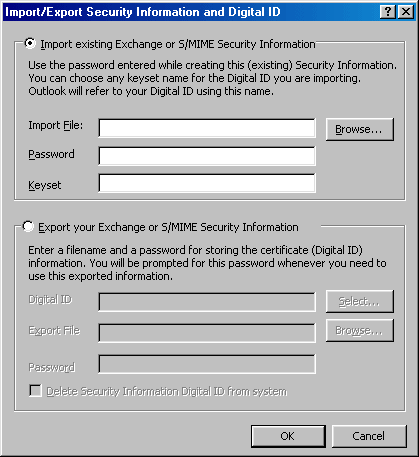 Import/Export Security Information and Digital ID
Import existing Exchange or S/MIME Security Information
Use the password entered while creating this (existing) Security Information.
You can choose any keyset name for the Digital ID you are importing.
Outlook will refer to your Digital ID using this name.
Import File:
Browse...
Password
Keyset
Export your Exchange or S/MIME Security Information
Enter a filename and a password for storing the certificate (Digital ID)
information. You will be prompted for this password whenever you need to
use this exported information.
Digital ID
Select...
Export File
Browse...
Password
Delete Security Information Digital ID from system
OK
Cancel